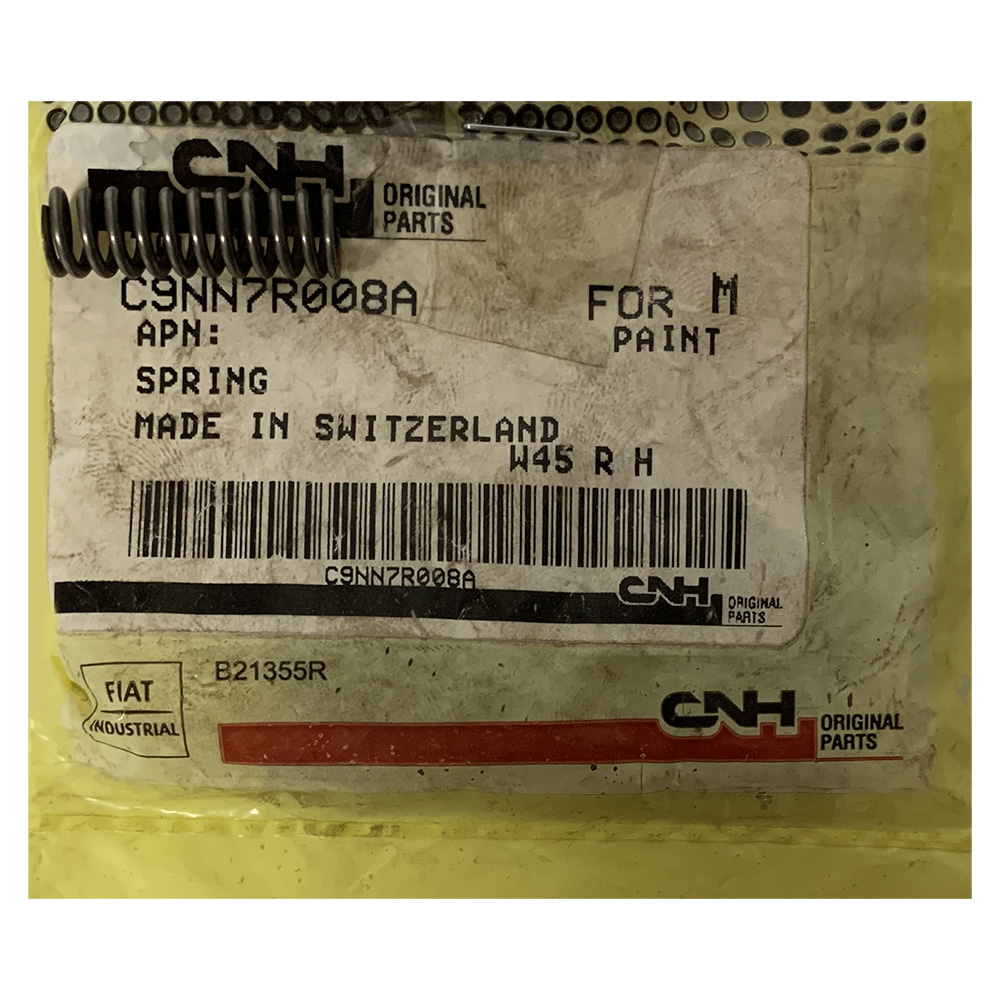 CNH
ORIGINAL
PARTS
C9NN7R008A
FOR M
APN:
PAINT
SPRING
MADE IN SWITZERLAND
W45 R H
C9NN7R008A
CNH
ORIGINAL
PARTS
B21355R
FIAT
INDUSTRIAL
CNH
ORIGINAL
PARTS